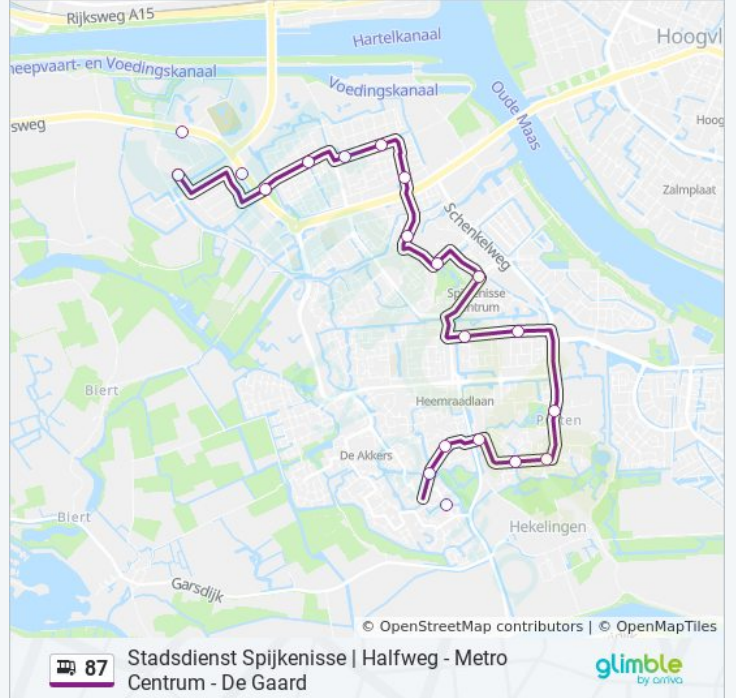 Rijksweg A15
Hartelkanaal
Hoogvl
heepvaart- en Voedingskanaal
Voedingskanaal
Oude Maas
sweg
Hoog
Zalmplaat
Schenkelweg
Centrum
Biert
Heemraadlaan
De Akkers
Biert
Hekelingen
Garsdijk
© OpenStreetMap contributors | © OpenMapTiles
87
Stadsdienst Spijkenisse | Halfweg - Metro
Centrum - De Gaard
glimble
by arriva